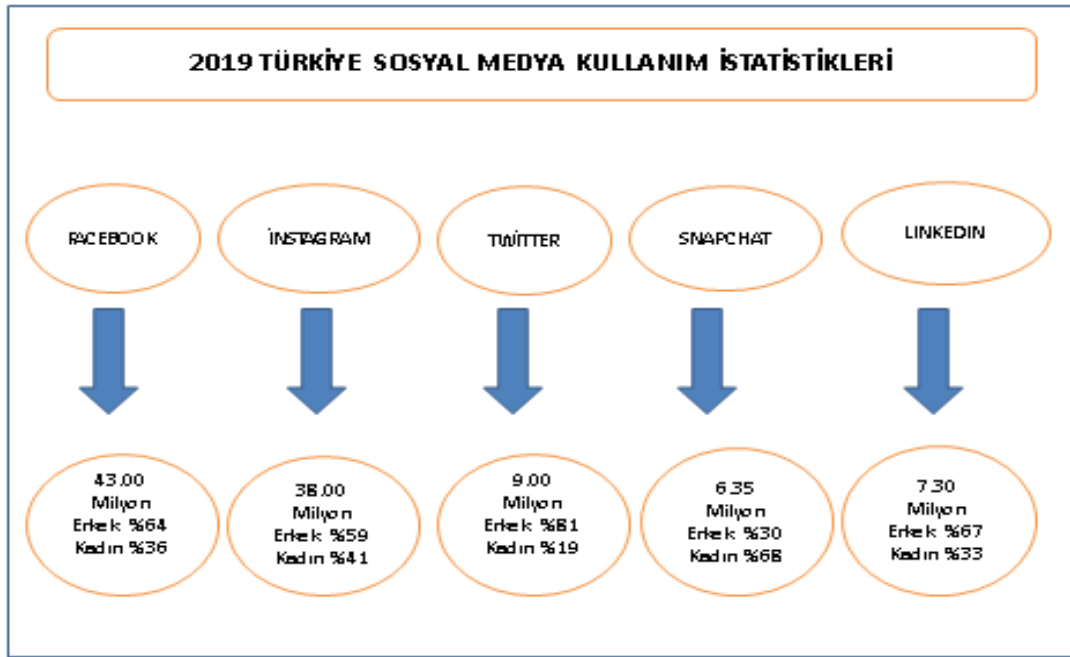 2019 TÜRKİYE SOSYAL MEDYA KULLANIM İSTATİSTİKLERİ
FACEBOOK
İNSTAGRAM
TWİTTER
SNAPCHAT
LINKEDIN
43.00
Milyon
Erkek %64
Kadın %36
38.00
Milyon
Erkek %59
Kadın %41
9.00
Milyon
Erkek %81
Kadın %19
6.35
Milyon
Erkek %30
Kadın %68
7.30
Milyon
Erkek %67
Kadın %33